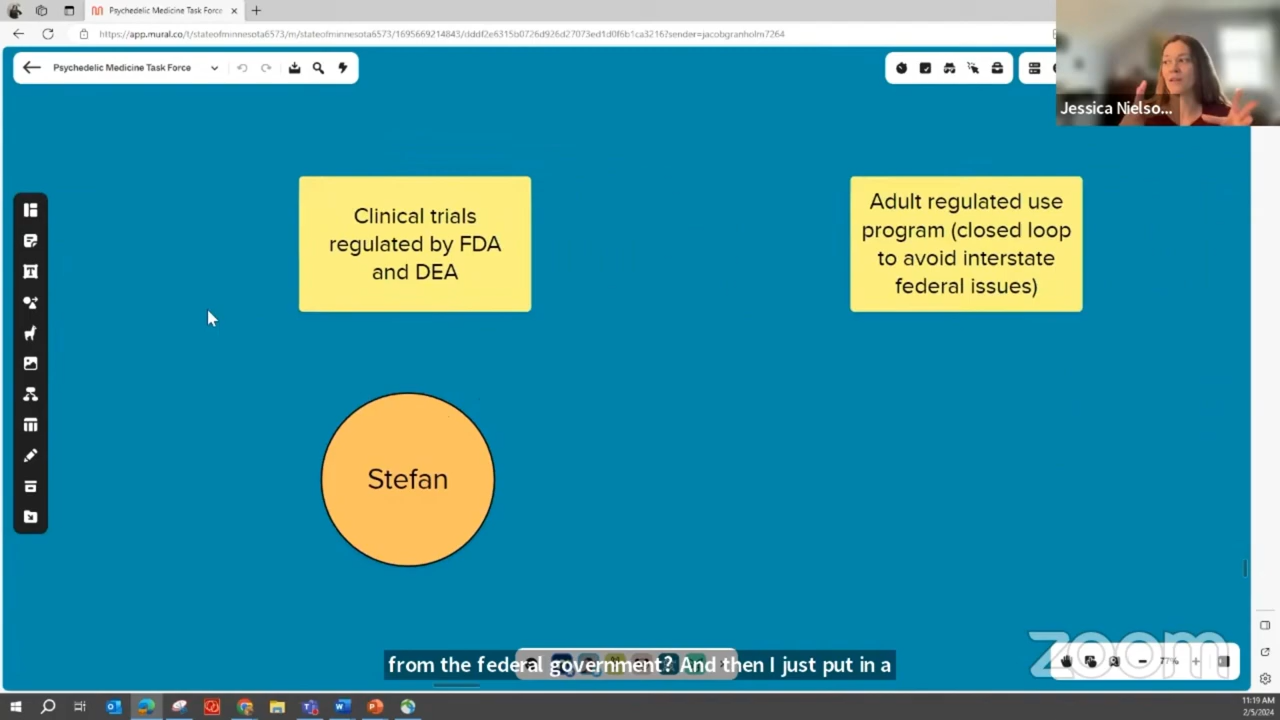 Psychedelic Medicine Task Force
https://app.mural.co/t/stateofminnesota6573/m/stateofminnesota6573/1695669214843/dddf2e6315b0726d926d27073ed1d0f6b1ca3216?sender=jacobgranholm7264
Psychedelic Medicine Task Force
Jessica Nielso...
Clinical trials
regulated by FDA
and DEA
Adult regulated use
program (closed loop
to avoid interstate
federal issues)
Stefan
from the federal government? And then I just put in a
zoom
77%
11:19 AM
2/5/2024